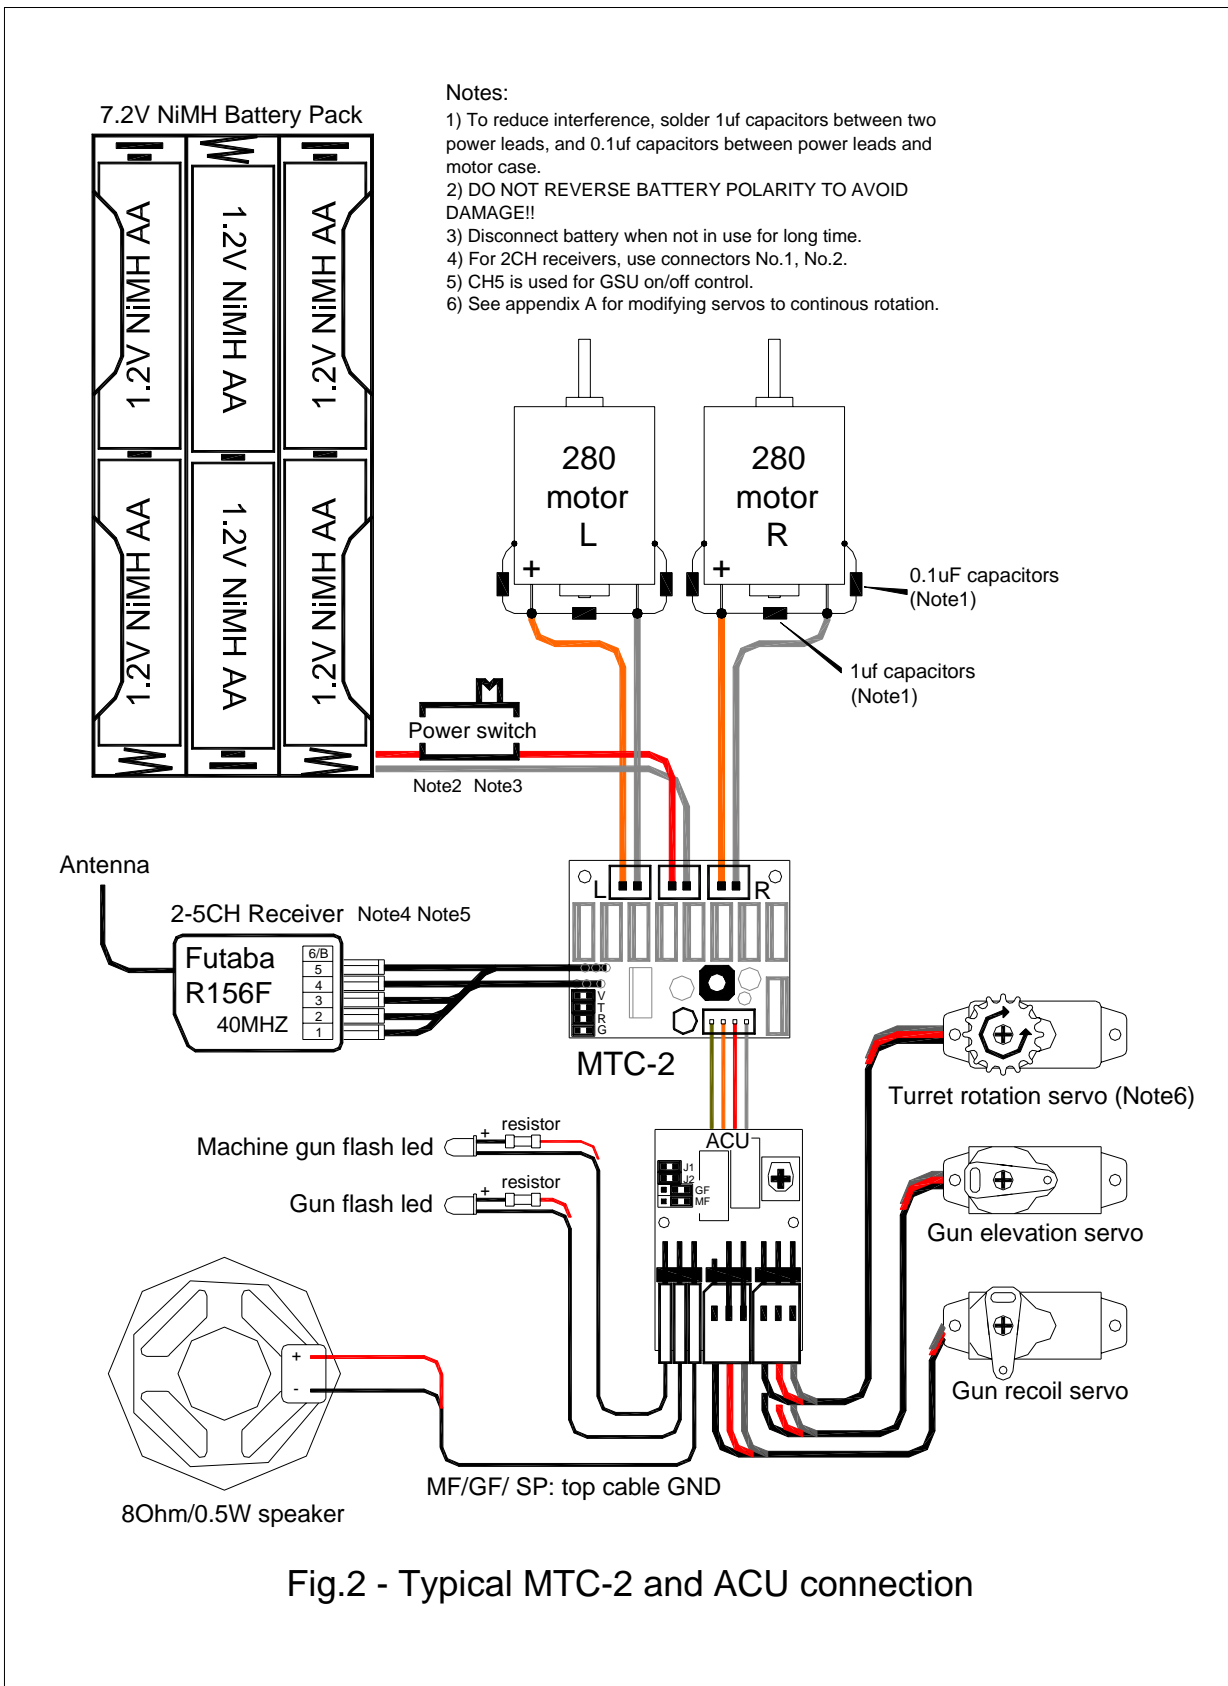 Notes:
1) To reduce interference, solder 1uf capacitors between two
power leads, and 0.1uf capacitors between power leads and
motor case.
2) DO NOT REVERSE BATTERY POLARITY TO AVOID
DAMAGE!!
3) Disconnect battery when not in use for long time.
4) For 2CH receivers, use connectors No.1, No.2.
5) CH5 is used for GSU on/off control.
6) See appendix A for modifying servos to continous rotation.
7.2V NiMH Battery Pack
1.2V NiMH AA
1.2V NiMH AA
1.2V NiMH AA
1.2V NiMH AA
1.2V NiMH AA
1.2V NiMH AA
280
motor
L
+
280
motor
R
+
0.1uF capacitors
(Note1)
1uf capacitors
(Note1)
Power switch
Note2 Note3
Antenna
2-5CH Receiver Note4 Note5
Futaba
R156F
40MHZ
6/B
5
4
3
2
1
L
R
V
T
R
G
MTC-2
ACU
J1
J2
GF
MF
Turret rotation servo (Note6)
Gun elevation servo
Gun recoil servo
Machine gun flash led
+
resistor
Gun flash led
+
resistor
+
-
8Ohm/0.5W speaker
MF/GF/ SP: top cable GND
Fig.2 - Typical MTC-2 and ACU connection